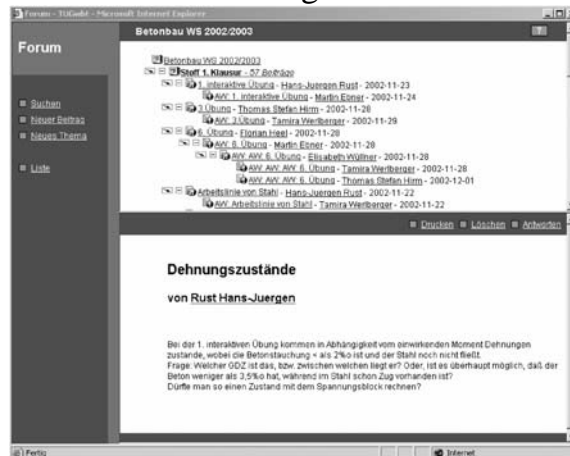 Forum - TUGwbt - Microsoft Internet Explorer
Forum
Betonbau WS 2002/2003
?
Suchen
Neuer Beitrag
Neues Thema
Liste
Betonbau WS 2002/2003
Stoff 1. Klausur - 57 Beiträge
1. interaktive Übung - Hans-Juergen Rust - 2002-11-23
AW: 1. interaktive Übung - Martin Ebner - 2002-11-24
3.Übung - Thomas Stefan Hirm - 2002-11-28
AW: 3.Übung - Tamira Werlberger - 2002-11-29
6. Übung - Florian Heel - 2002-11-28
AW: 6. Übung - Martin Ebner - 2002-11-28
AW: AW: 6. Übung - Elisabeth Wüllner - 2002-11-28
AW: AW: AW: 6. Übung - Tamira Werlberger - 2002-11-28
AW: AW: AW: 6. Übung - Thomas Stefan Hirm - 2002-12-01
Arbeitslinie von Stahl - Hans-Juergen Rust - 2002-11-22
AW: Arbeitslinie von Stahl - Tamira Werlberger - 2002-11-22
Drucken Löschen Antworten
Dehnungszustände
von Rust Hans-Juergen
Bei der 1. interaktiven Übung kommen in Abhängigkeit vom einwirkenden Moment Dehnungen
zustande, wobei die Betonstauchung < als 2%o ist und der Stahl noch nicht fließt.
Frage: Welcher GDZ ist das, bzw. zwischen welchen liegt er? Oder, ist es überhaupt möglich, daß der
Beton weniger als 3,5%o hat, während im Stahl schon Zug vorhanden ist?
Dürfte man so einen Zustand mit dem Spannungsblock rechnen?
Fertig
Internet